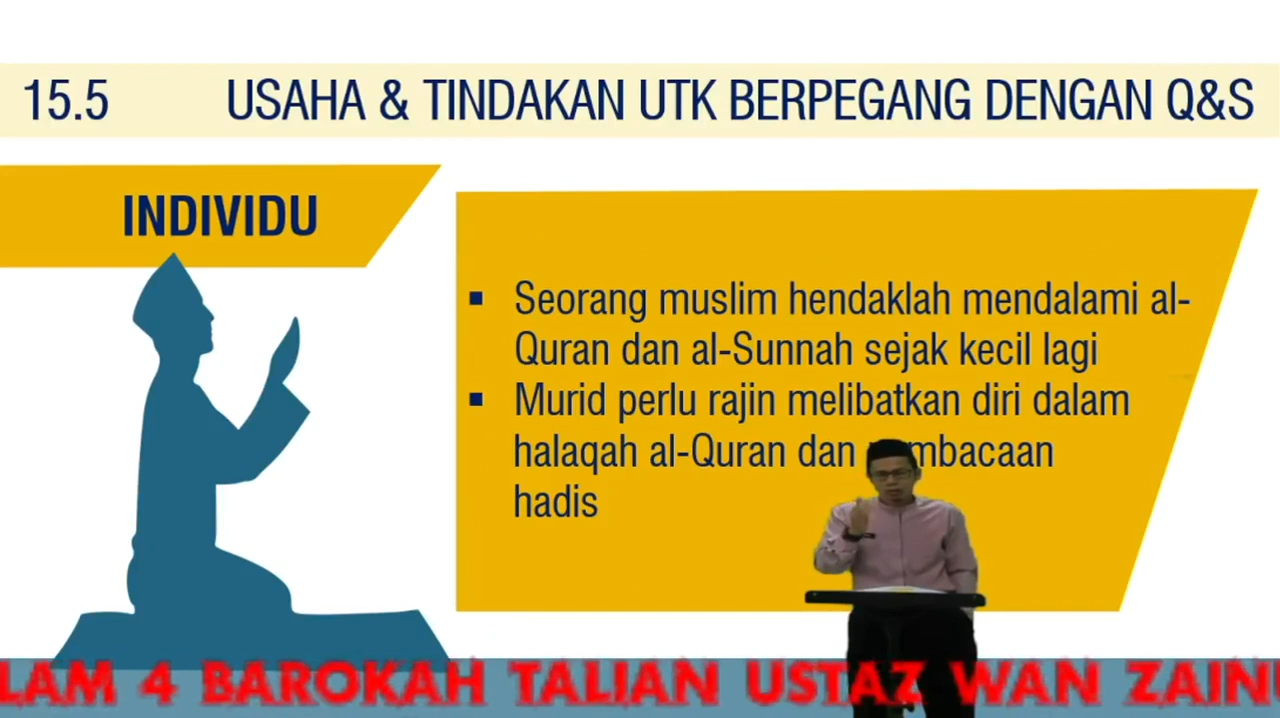 15.5 USAHA & TINDAKAN UTK BERPEGANG DENGAN Q&S
INDIVIDU
▪ Seorang muslim hendaklah mendalami al-
Quran dan al-Sunnah sejak kecil lagi
▪ Murid perlu rajin melibatkan diri dalam
halaqah al-Quran dan
hadis
4 BAROKAH TALIAN USTAZ WAN